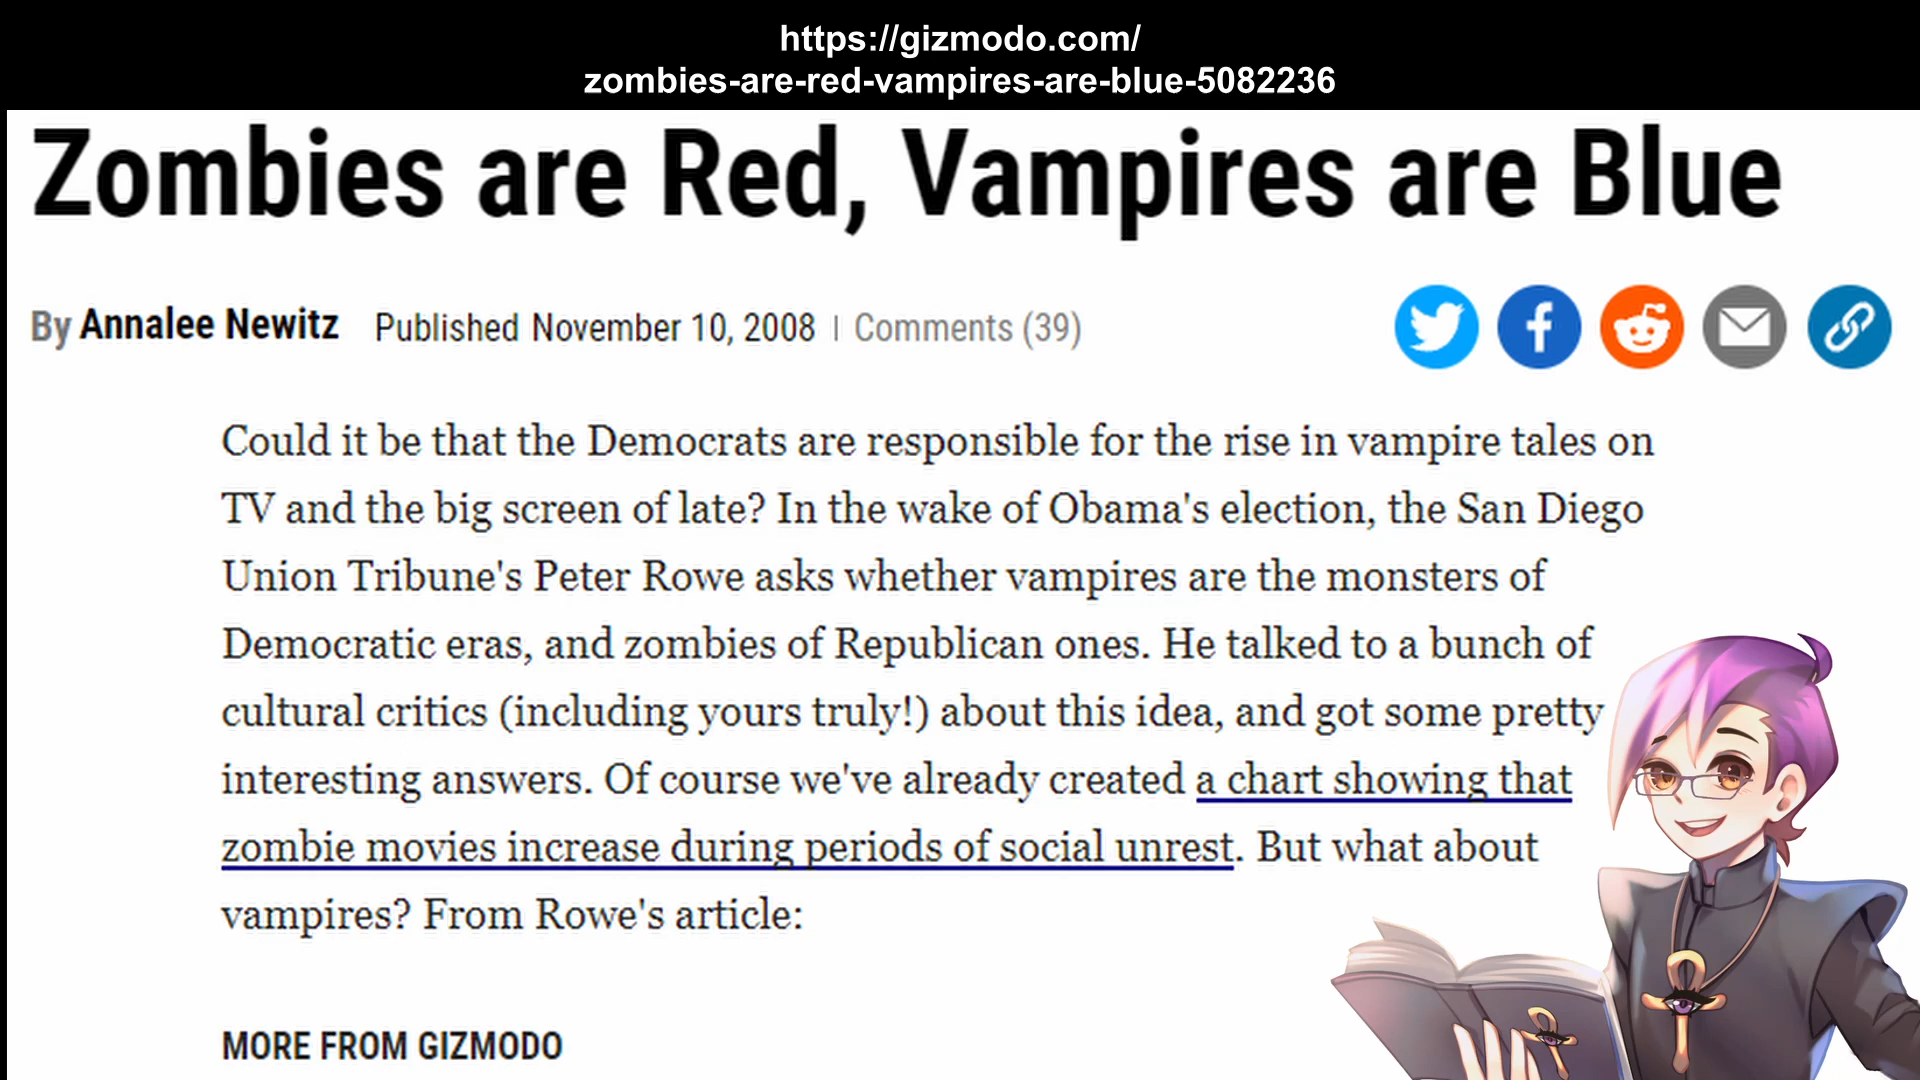 https://gizmodo.com/
zombies-are-red-vampires-are-blue-5082236
Zombies are Red, Vampires are Blue
By Annalee Newitz Published November 10, 2008 | Comments (39)
Could it be that the Democrats are responsible for the rise in vampire tales on
TV and the big screen of late? In the wake of Obama's election, the San Diego
Union Tribune's Peter Rowe asks whether vampires are the monsters of
Democratic eras, and zombies of Republican ones. He talked to a bunch of
cultural critics (including yours truly!) about this idea, and got some pretty
interesting answers. Of course we've already created a chart showing that
zombie movies increase during periods of social unrest. But what about
vampires? From Rowe's article:
MORE FROM GIZMODO